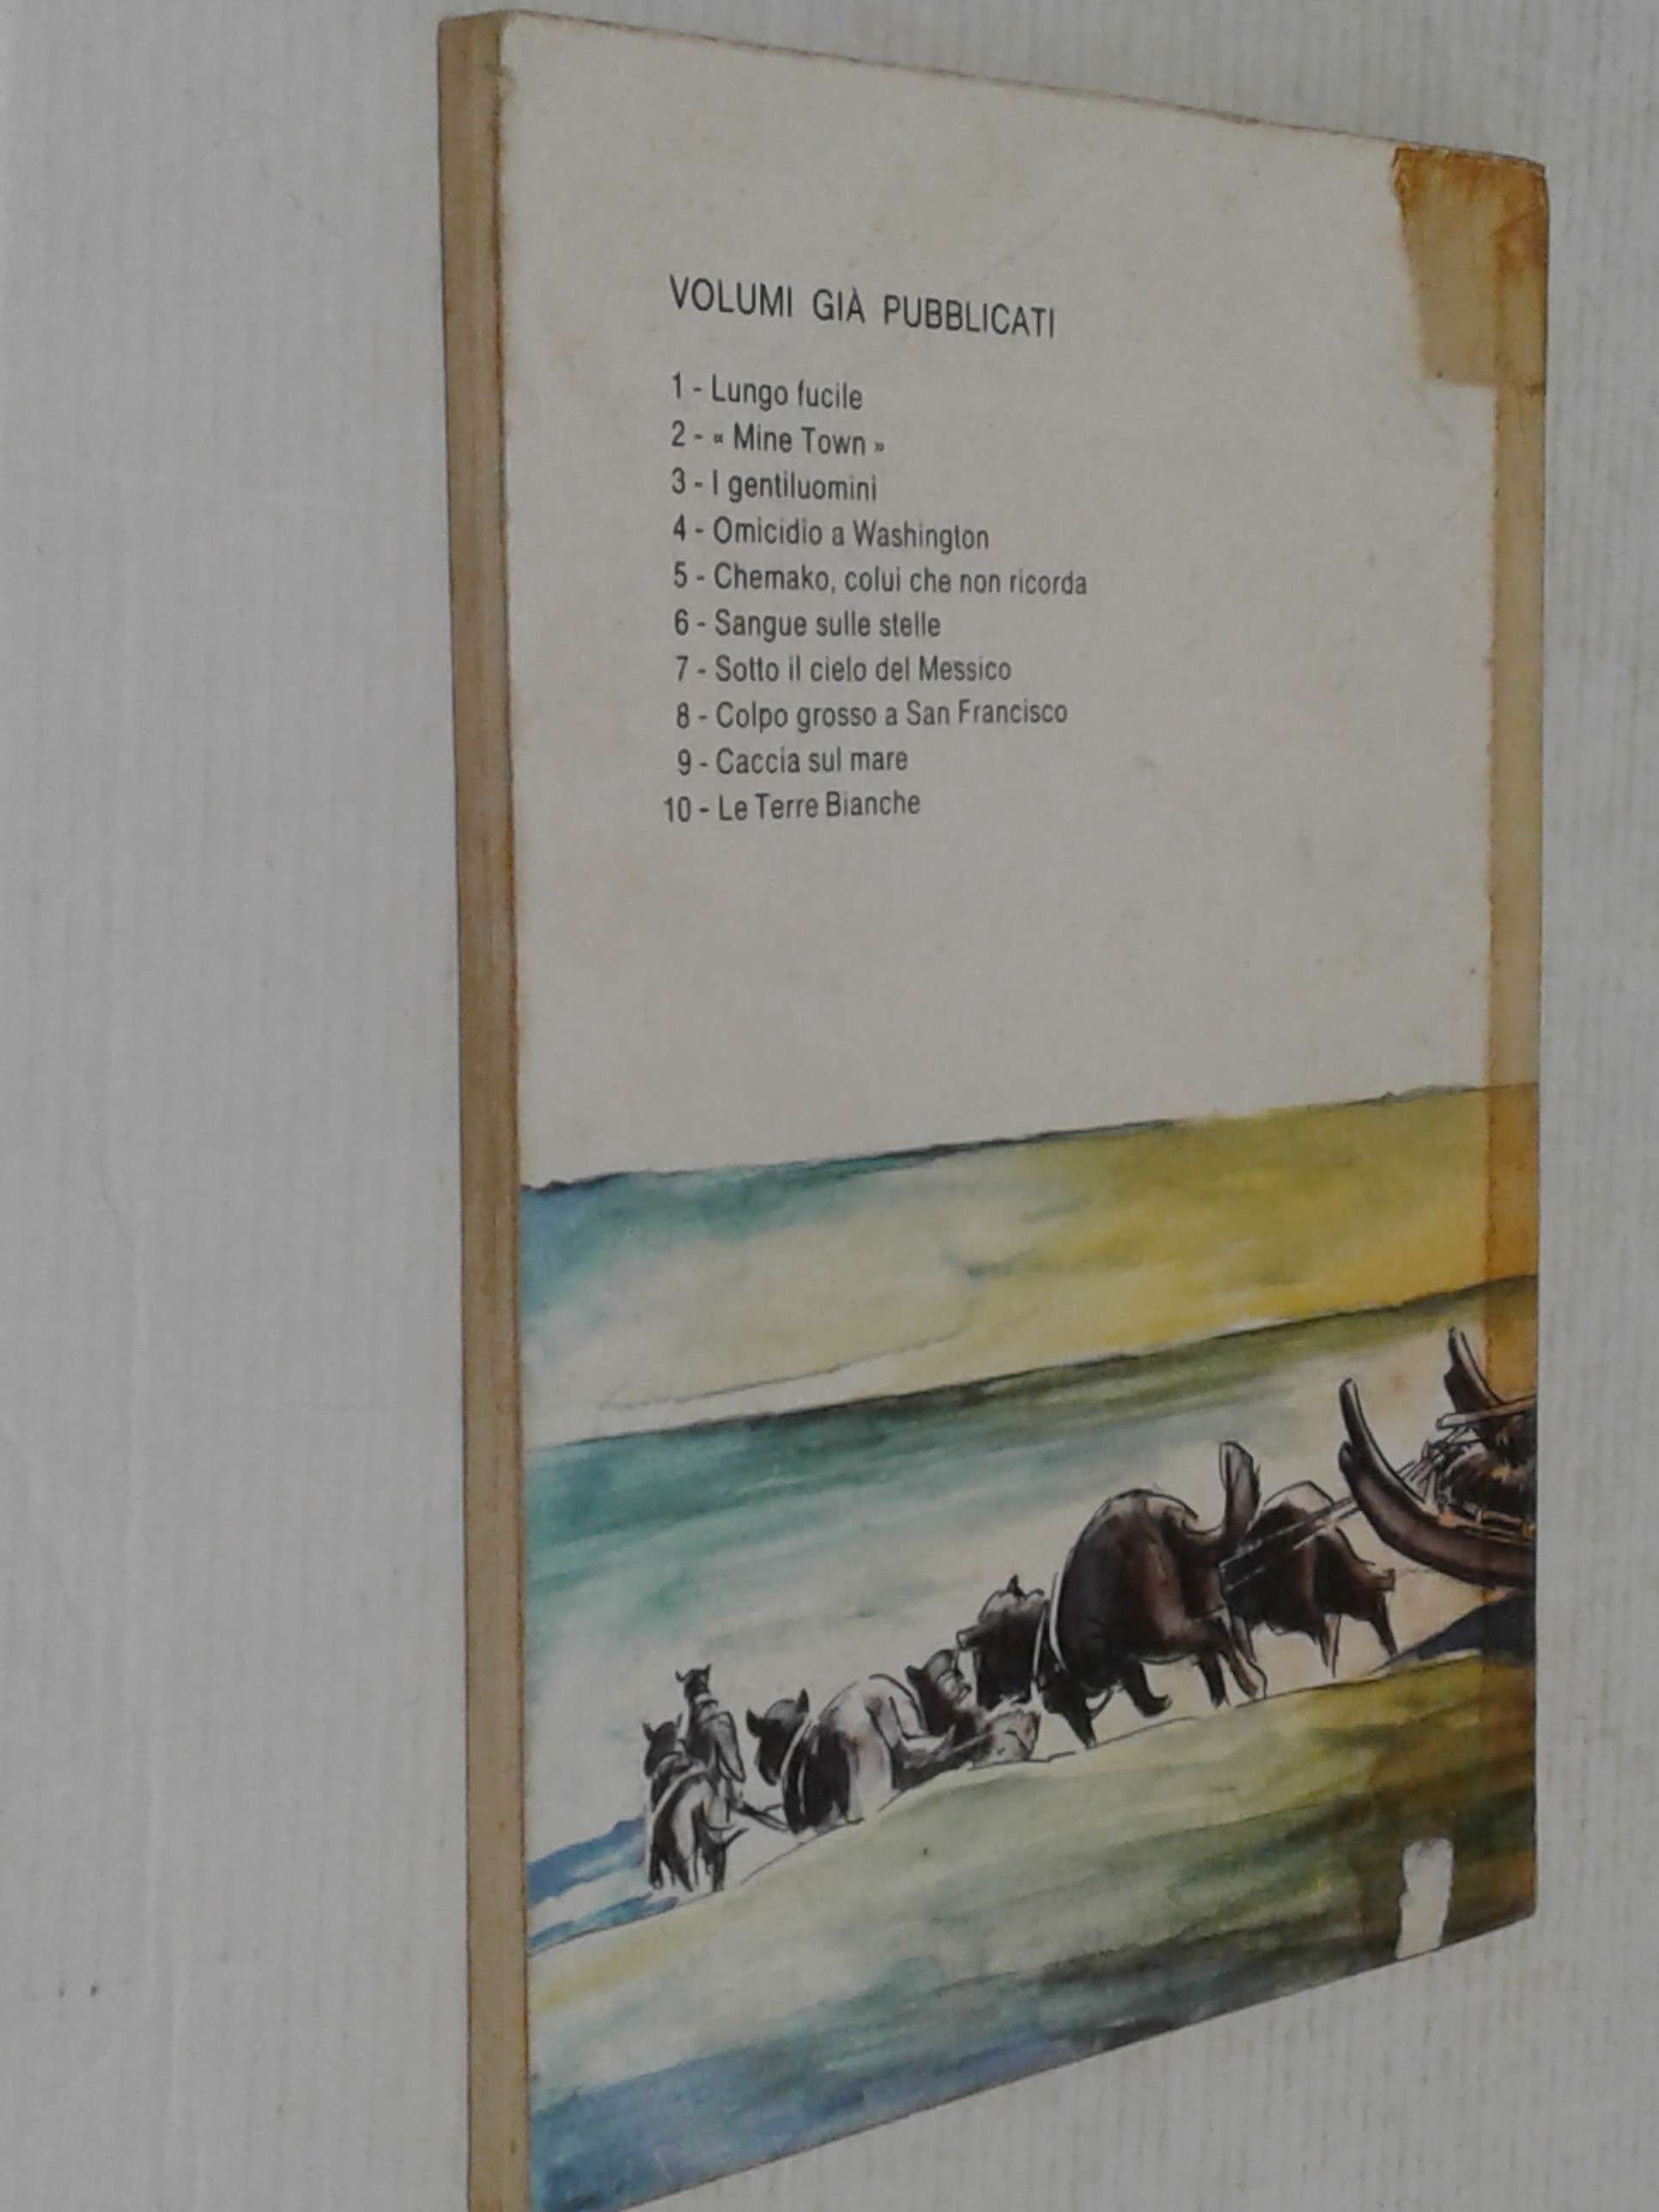 VOLUMI GIÀ PUBBLICATI
1 - Lungo fucile
2 - « Mine Town »
3 - I gentiluomini
4 - Omicidio a Washington
5 - Chemako, colui che non ricorda
6 - Sangue sulle stelle
7 - Sotto il cielo del Messico
8 - Colpo grosso a San Francisco
9 - Caccia sul mare
10 - Le Terre Bianche